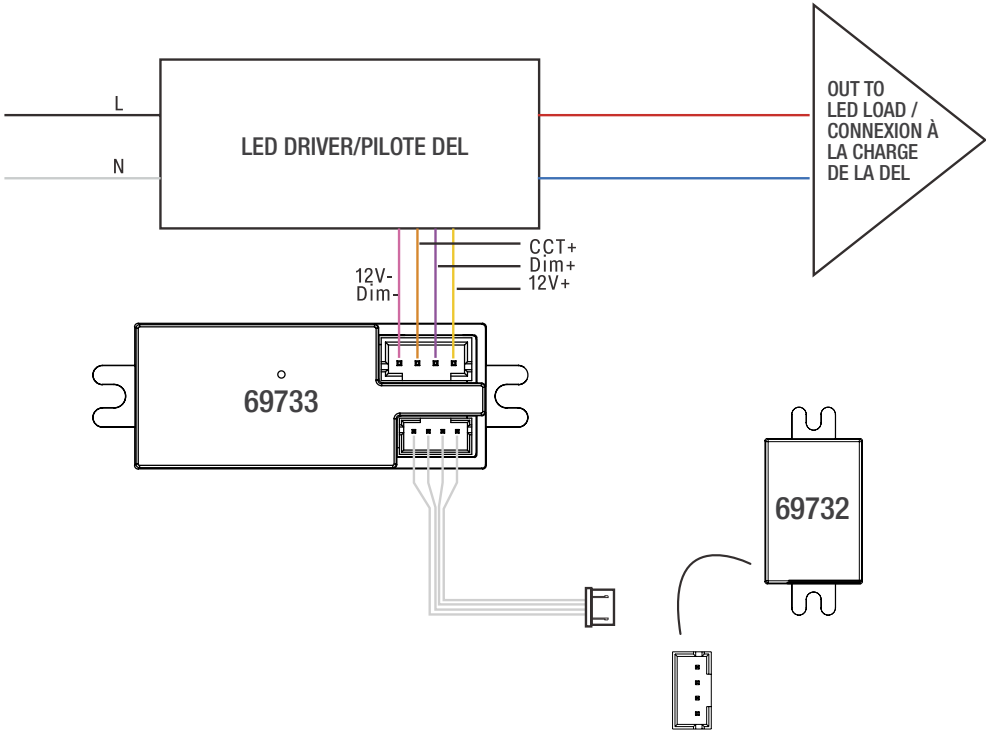 L
N
LED DRIVER/PILOTE DEL
OUT TO
LED LOAD /
CONNEXION À
LA CHARGE
DE LA DEL
CCT+
Dim+
12V+
12V-
Dim-
69733
69732